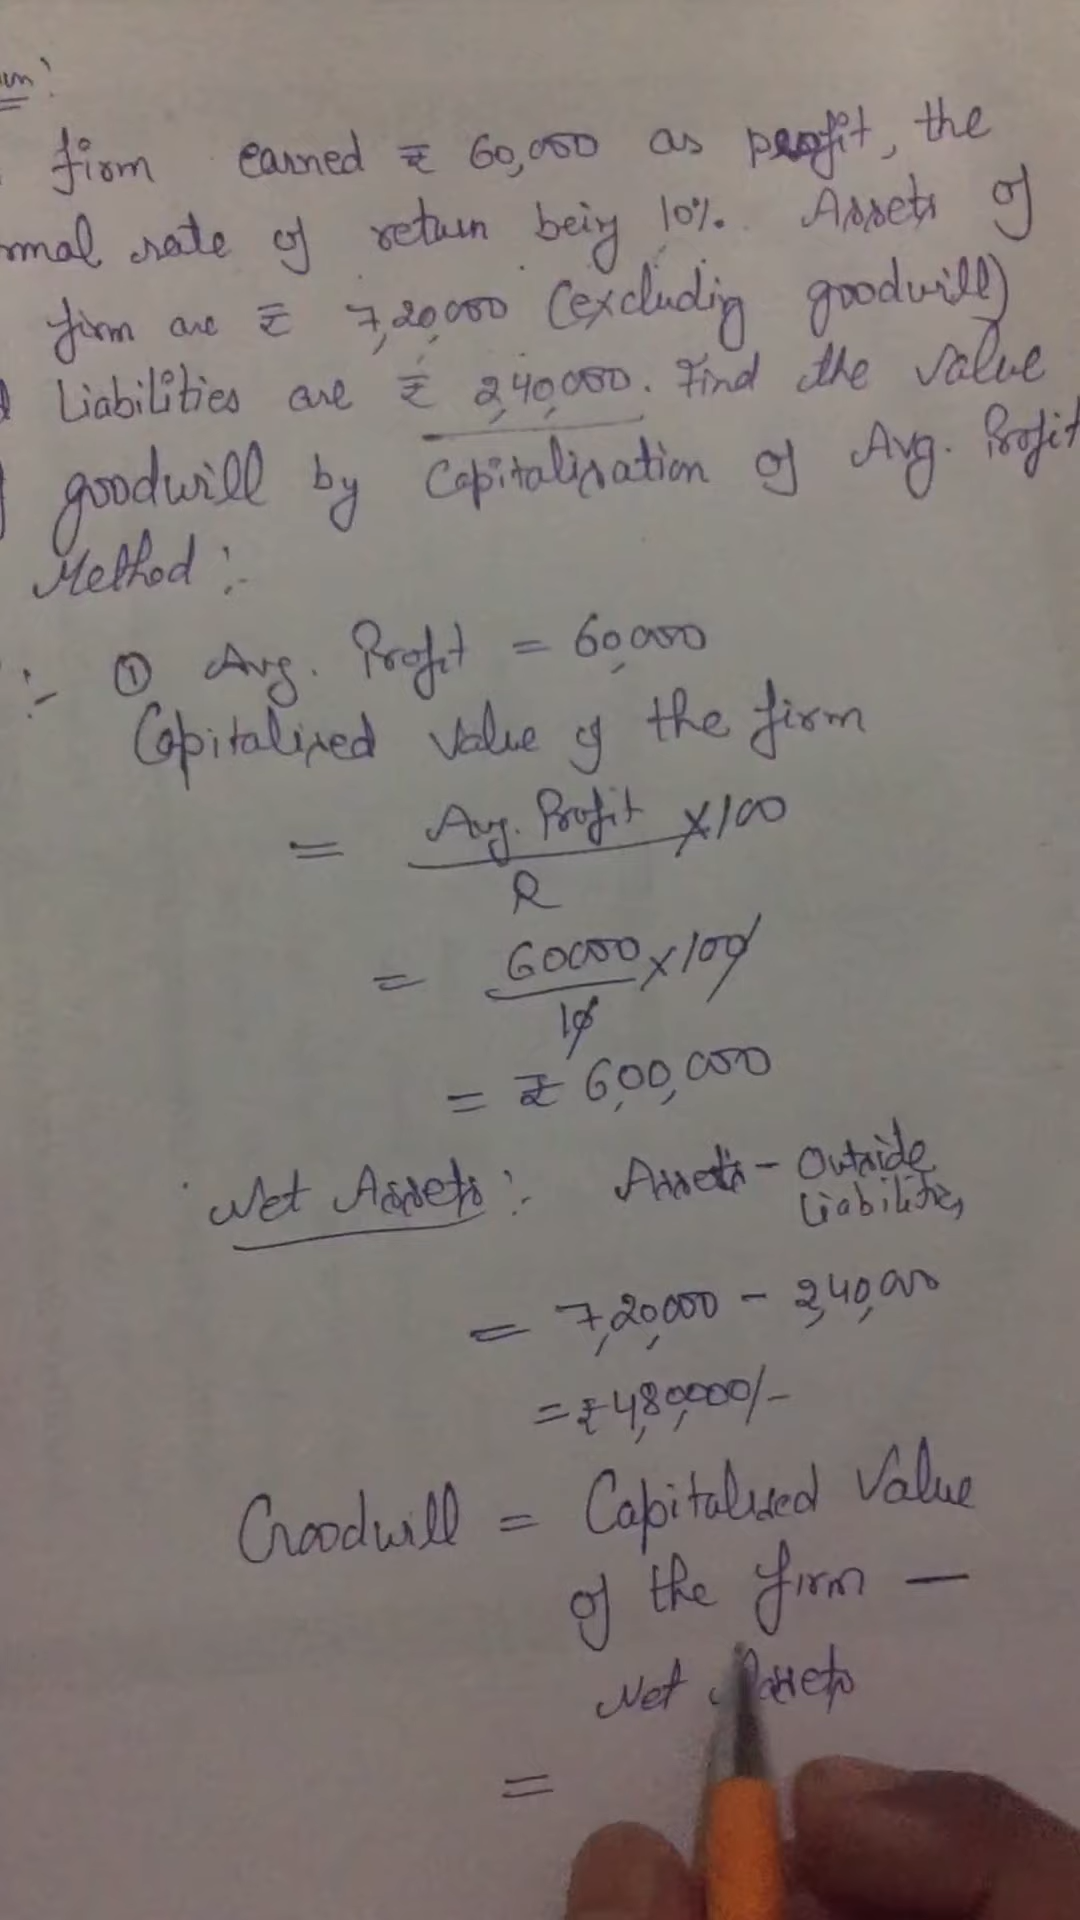 firm earned ₹ 60,000 as profit, the
rmal rate of return being 10%. Assets of
firm are ₹ 7,20,000 (excluding goodwill)
Liabilities are ₹ 2,40,000. Find the value
goodwill by Capitalisation of Avg. Profit
Method :-
:- ① Avg. Profit = 60,000
Capitalised Value of the firm
= Avg. Profit × 100
R
= 60000 × 100
10
= ₹ 6,00,000
Net Assets :- Assets - Outside
Liabilities
= 7,20,000 - 2,40,000
= ₹ 4,80,000/-
Goodwill = Capitalised Value
of the firm —
Net Assets
=